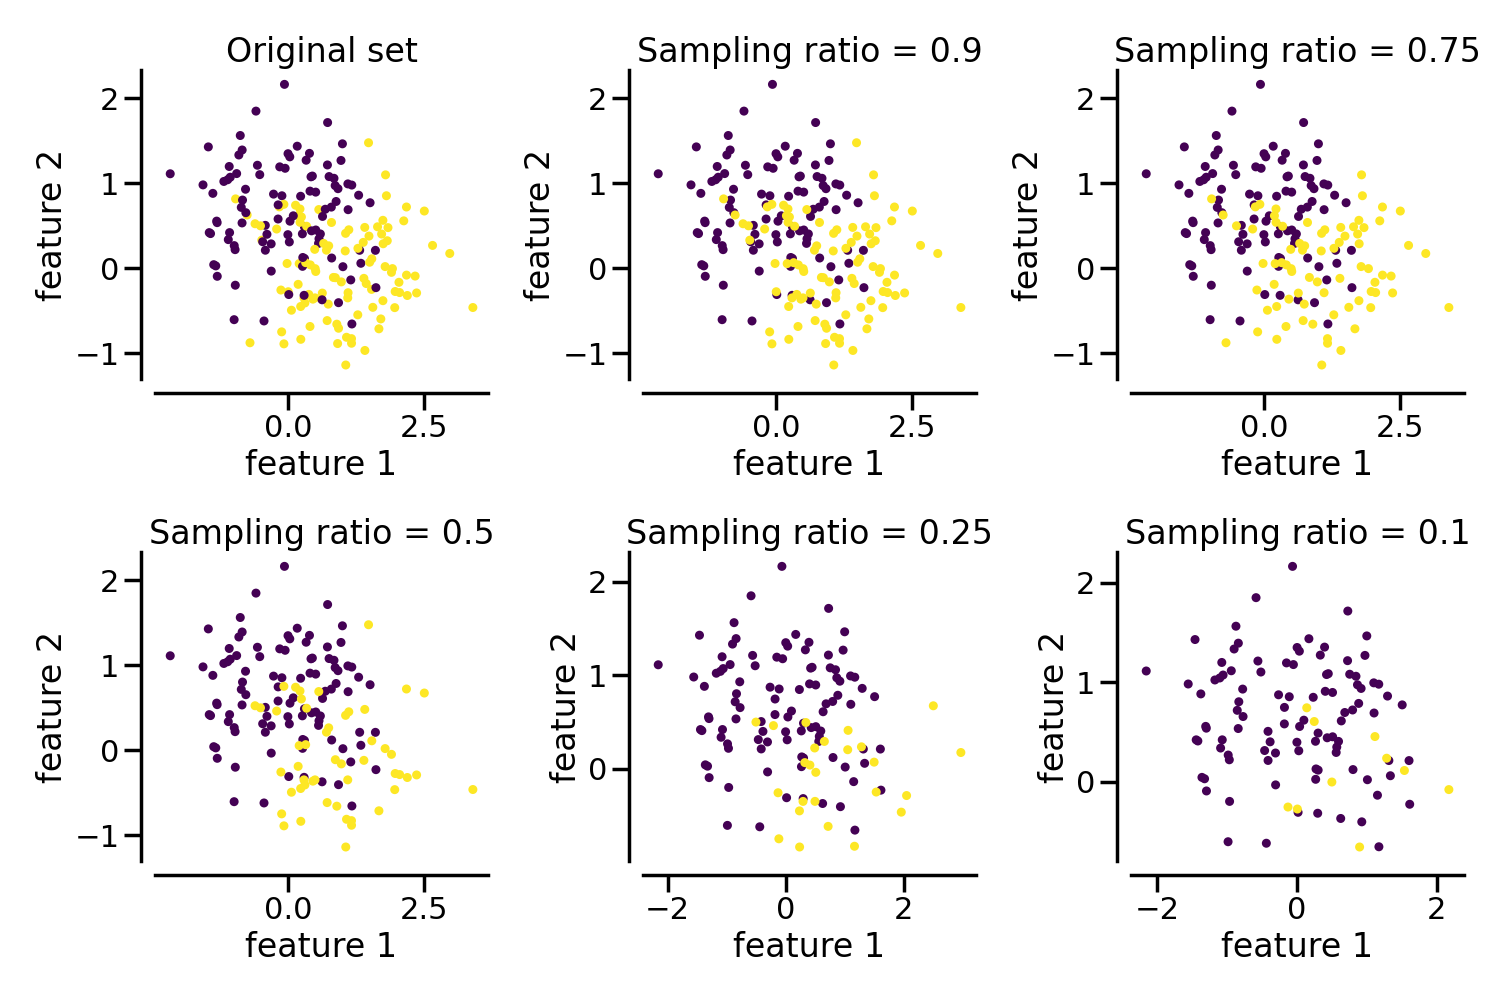 Original set
Sampling ratio = 0.9
Sampling ratio = 0.75
2
1
0
−1
feature 2
0.0
2.5
feature 1
2
1
0
−1
feature 2
0.0
2.5
feature 1
2
1
0
−1
feature 2
0.0
2.5
feature 1
Sampling ratio = 0.5
Sampling ratio = 0.25
Sampling ratio = 0.1
2
1
0
−1
feature 2
0.0
2.5
feature 1
2
1
0
feature 2
−2
0
2
feature 1
2
1
0
feature 2
−2
0
2
feature 1